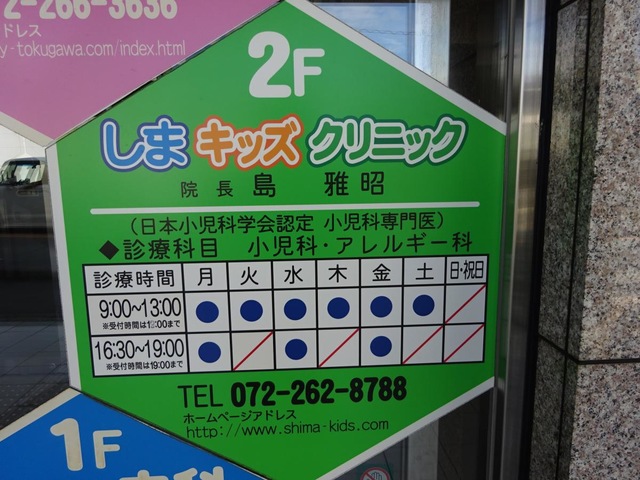 2-266-3636
ドレス
y-tokugawa.com/index.html
2F
しまキッズクリニック
院長 島 雅昭
(日本小児科学会認定 小児科専門医)
◆診療科目 小児科・アレルギー科
診療時間 月 火 水 木 金 土 日・祝日
9:00~13:00 ● ● ● ● ● ●
※受付時間は13:00まで
16:30~19:00 ● ● ●
※受付時間は19:00まで
TEL 072-262-8788
ホームページアドレス
http://www.shima-kids.com
1F